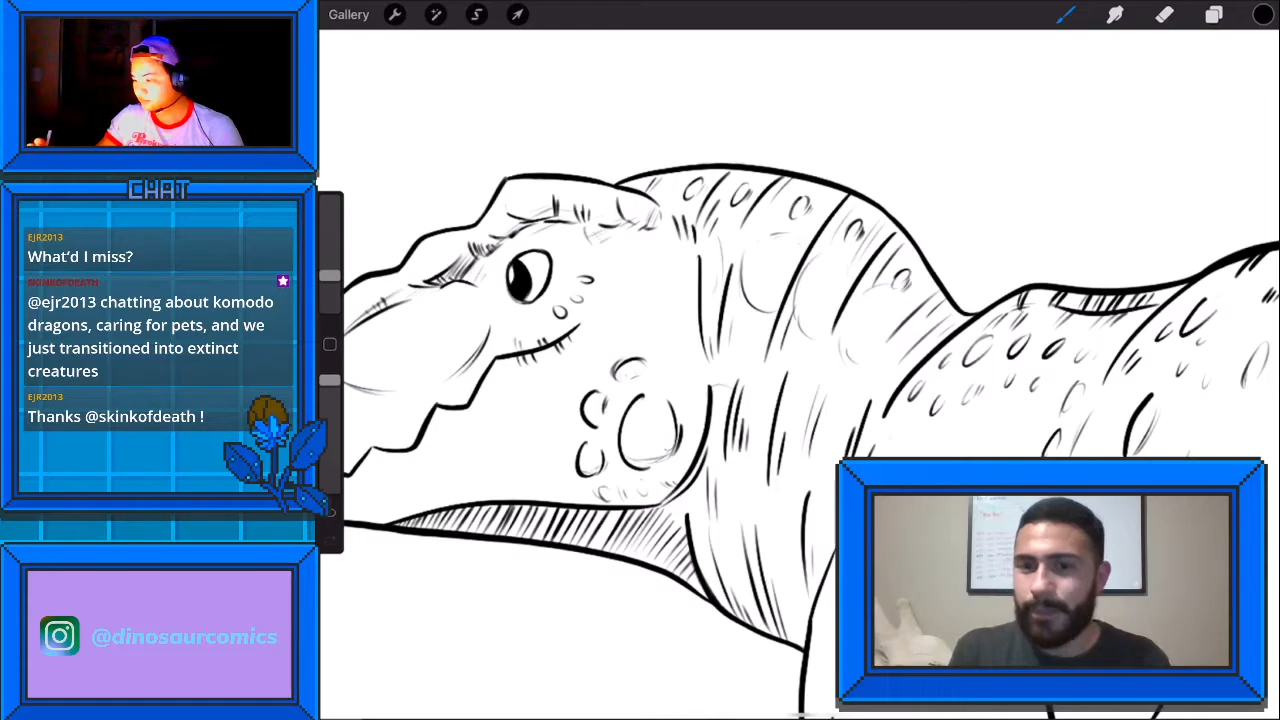 Gallery
CHAT
EJR2013
What'd I miss?
SKINKOFDEATH
@ejr2013 chatting about komodo
dragons, caring for pets, and we
just transitioned into extinct
creatures
EJR2013
Thanks @skinkofdeath !
@dinosaurcomics